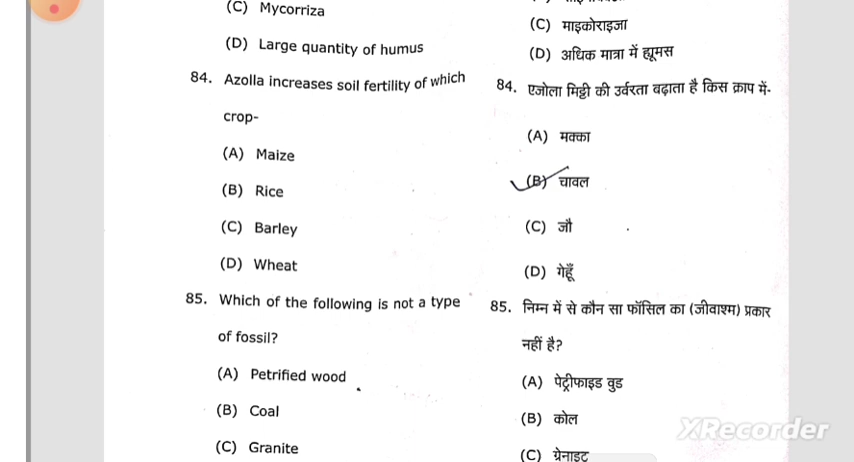 (C) Mycorriza
(D) Large quantity of humus
84. Azolla increases soil fertility of which
crop-
(A) Maize
(B) Rice
(C) Barley
(D) Wheat
85. Which of the following is not a type
of fossil?
(A) Petrified wood
(B) Coal
(C) Granite
(C) माइकोराइजा
(D) अधिक मात्रा में ह्यूमस
84. एजोला मिट्टी की उर्वरता बढ़ाता है किस क्राप में-
(A) मक्का
(B) चावल
(C) जौ
(D) गेहूँ
85. निम्न में से कौन सा फॉसिल का (जीवाश्म) प्रकार
नहीं है?
(A) पेट्रीफाइड वुड
(B) कोल
(C) ग्रेनाइट
XRecorder